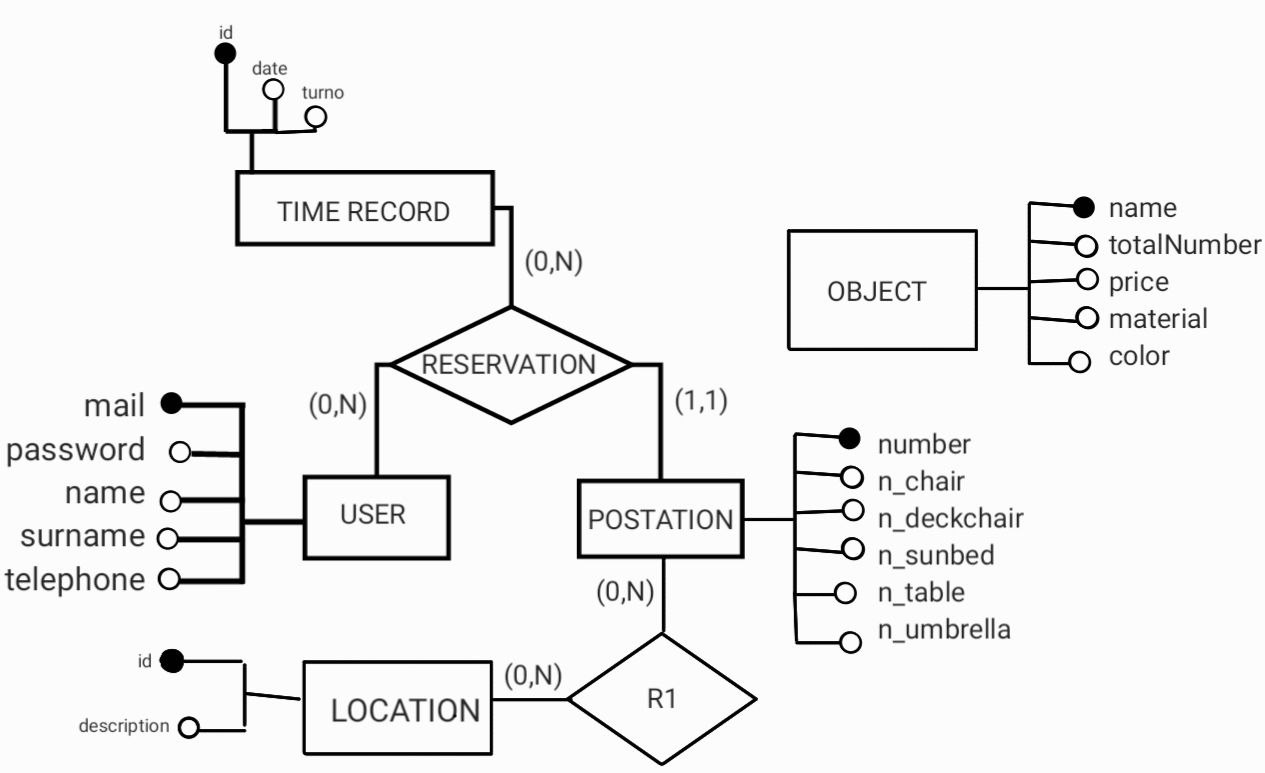 id
date
turno
TIME RECORD
(0,N)
RESERVATION
(0,N)
(1,1)
OBJECT
name
totalNumber
price
material
color
mail
password
name
surname
telephone
USER
POSTATION
number
n_chair
n_deckchair
n_sunbed
n_table
n_umbrella
(0,N)
id
description
LOCATION
(0,N)
R1